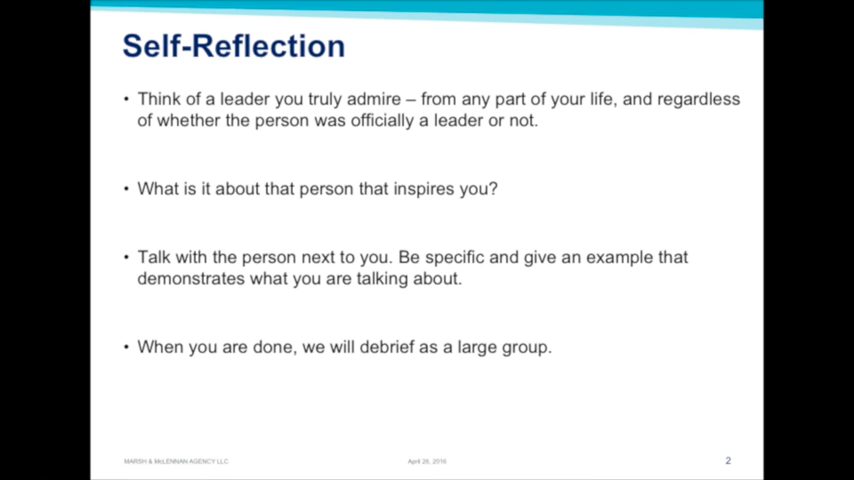 Self-Reflection
• Think of a leader you truly admire – from any part of your life, and regardless
of whether the person was officially a leader or not.
• What is it about that person that inspires you?
• Talk with the person next to you. Be specific and give an example that
demonstrates what you are talking about.
• When you are done, we will debrief as a large group.
MARSH & McLENNAN AGENCY LLC
April 28, 2016
2